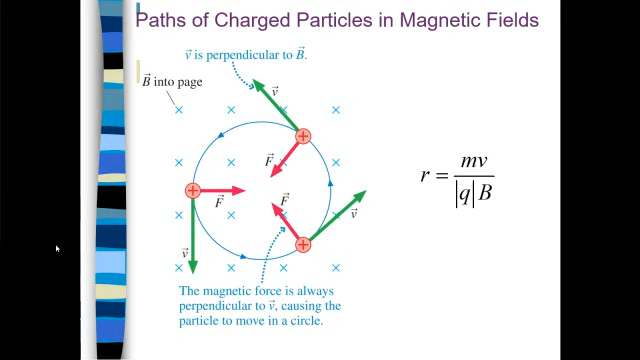 Paths of Charged Particles in Magnetic Fields
v⃗ is perpendicular to B⃗.
B⃗ into page
v⃗
F⃗
F⃗
F⃗
v⃗
v⃗
r = mv / |q| B
The magnetic force is always
perpendicular to v⃗, causing the
particle to move in a circle.